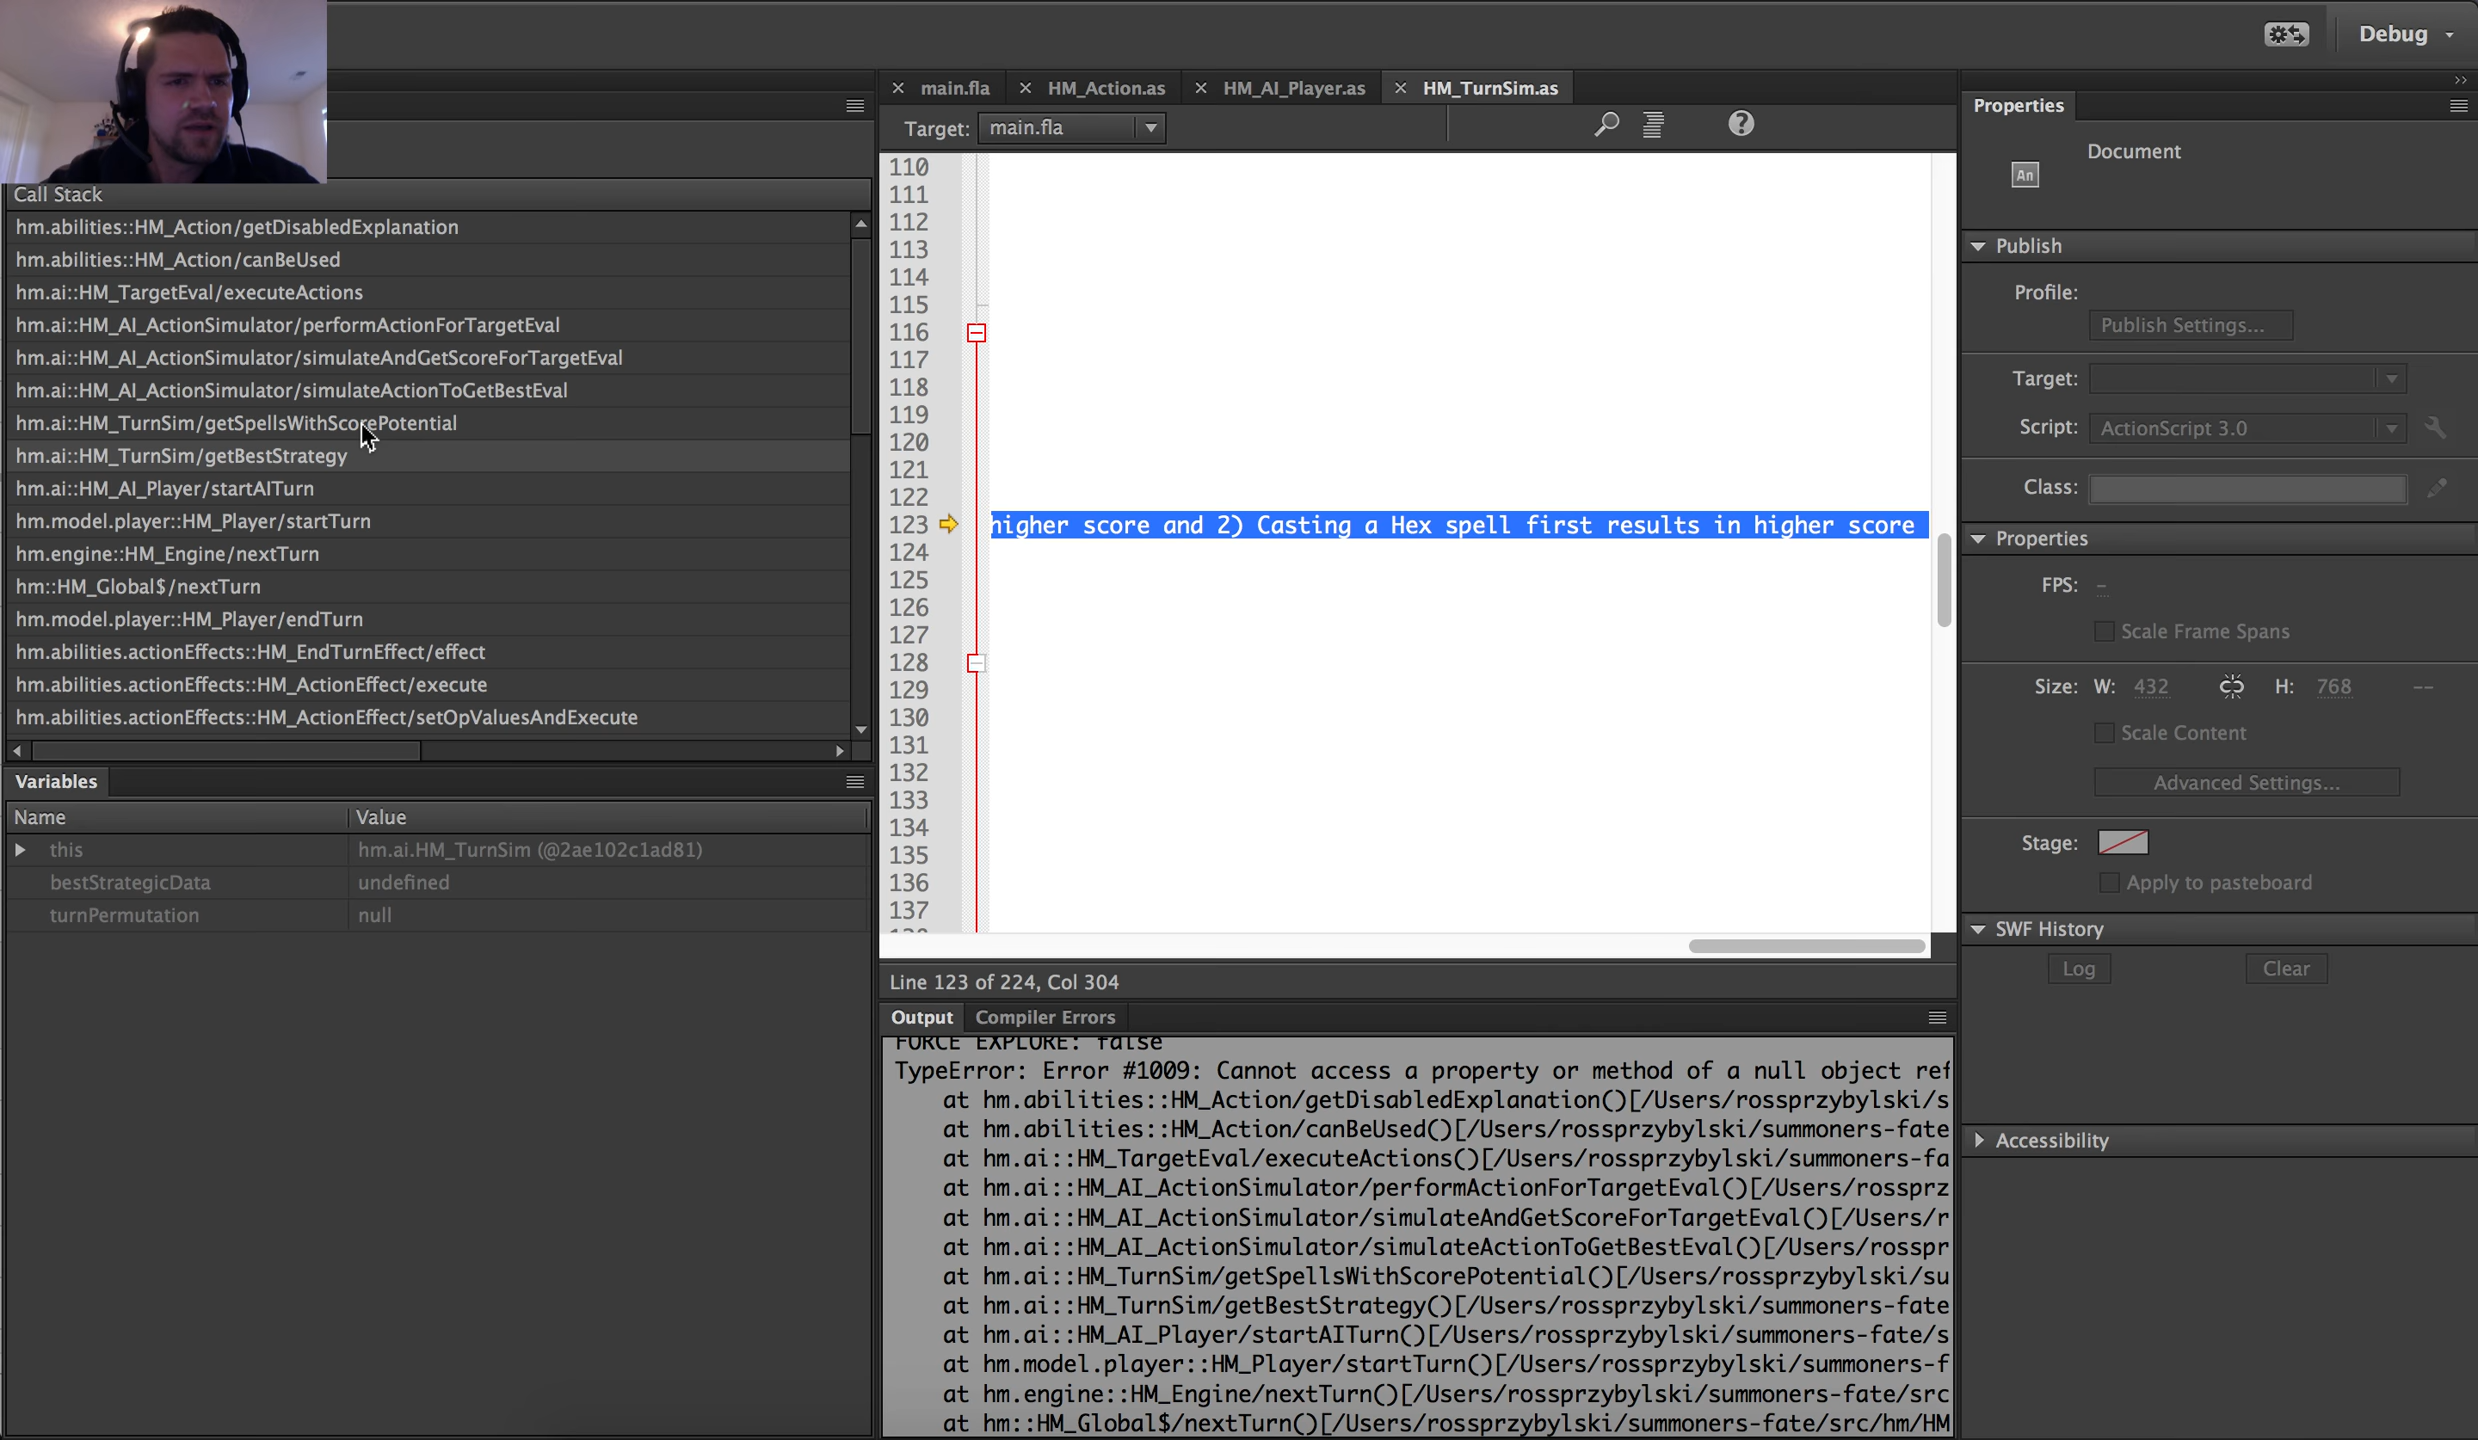 Debug
main.fla
HM_Action.as
HM_AI_Player.as
HM_TurnSim.as
Target: main.fla
Call Stack
hm.abilities::HM_Action/getDisabledExplanation
hm.abilities::HM_Action/canBeUsed
hm.ai::HM_TargetEval/executeActions
hm.ai::HM_AI_ActionSimulator/performActionForTargetEval
hm.ai::HM_AI_ActionSimulator/simulateAndGetScoreForTargetEval
hm.ai::HM_AI_ActionSimulator/simulateActionToGetBestEval
hm.ai::HM_TurnSim/getSpellsWithScorePotential
hm.ai::HM_TurnSim/getBestStrategy
hm.ai::HM_AI_Player/startAITurn
hm.model.player::HM_Player/startTurn
hm.engine::HM_Engine/nextTurn
hm::HM_Global$/nextTurn
hm.model.player::HM_Player/endTurn
hm.abilities.actionEffects::HM_EndTurnEffect/effect
hm.abilities.actionEffects::HM_ActionEffect/execute
hm.abilities.actionEffects::HM_ActionEffect/setOpValuesAndExecute
Variables
Name Value
this hm.ai.HM_TurnSim (@2ae102c1ad81)
bestStrategicData undefined
turnPermutation null
110
111
112
113
114
115
116
117
118
119
120
121
122
123 higher score and 2) Casting a Hex spell first results in higher score
124
125
126
127
128
129
130
131
132
133
134
135
136
137
Line 123 of 224, Col 304
Output Compiler Errors
FORCE EXPLORE: false
TypeError: Error #1009: Cannot access a property or method of a null object ref
at hm.abilities::HM_Action/getDisabledExplanation()[/Users/rossprzybylski/s
at hm.abilities::HM_Action/canBeUsed()[/Users/rossprzybylski/summoners-fate
at hm.ai::HM_TargetEval/executeActions()[/Users/rossprzybylski/summoners-fa
at hm.ai::HM_AI_ActionSimulator/performActionForTargetEval()[/Users/rossprz
at hm.ai::HM_AI_ActionSimulator/simulateAndGetScoreForTargetEval()[/Users/r
at hm.ai::HM_AI_ActionSimulator/simulateActionToGetBestEval()[/Users/rosspr
at hm.ai::HM_TurnSim/getSpellsWithScorePotential()[/Users/rossprzybylski/su
at hm.ai::HM_TurnSim/getBestStrategy()[/Users/rossprzybylski/summoners-fate
at hm.ai::HM_AI_Player/startAITurn()[/Users/rossprzybylski/summoners-fate/s
at hm.model.player::HM_Player/startTurn()[/Users/rossprzybylski/summoners-f
at hm.engine::HM_Engine/nextTurn()[/Users/rossprzybylski/summoners-fate/src
at hm::HM_Global$/nextTurn()[/Users/rossprzybylski/summoners-fate/src/hm/HM
Properties
An
Document
Publish
Profile:
Publish Settings...
Target:
Script: ActionScript 3.0
Class:
Properties
FPS: –
Scale Frame Spans
Size: W: 432 H: 768 --
Scale Content
Advanced Settings...
Stage:
Apply to pasteboard
SWF History
Log Clear
Accessibility